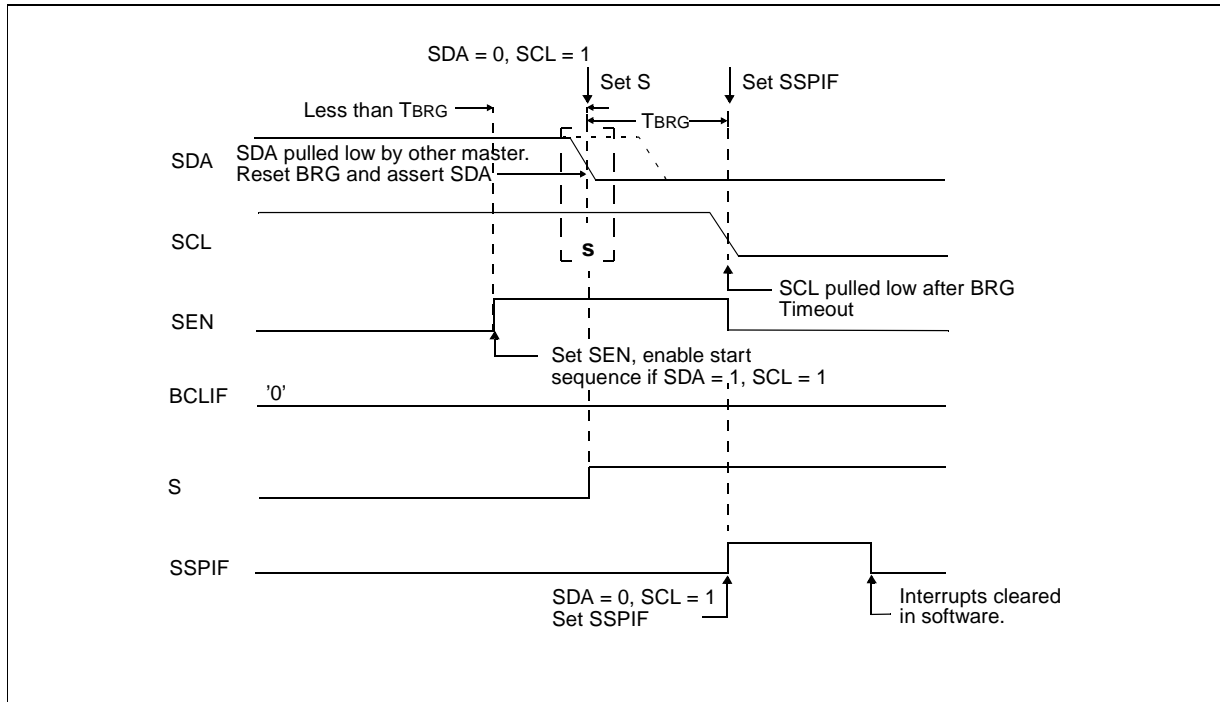 SDA = 0, SCL = 1
Set S
Set SSPIF
Less than TBRG
TBRG
SDA
SDA pulled low by other master.
Reset BRG and assert SDA
SCL
S
SCL pulled low after BRG
Timeout
SEN
Set SEN, enable start
sequence if SDA = 1, SCL = 1
BCLIF
'0'
S
SSPIF
SDA = 0, SCL = 1
Set SSPIF
Interrupts cleared
in software.